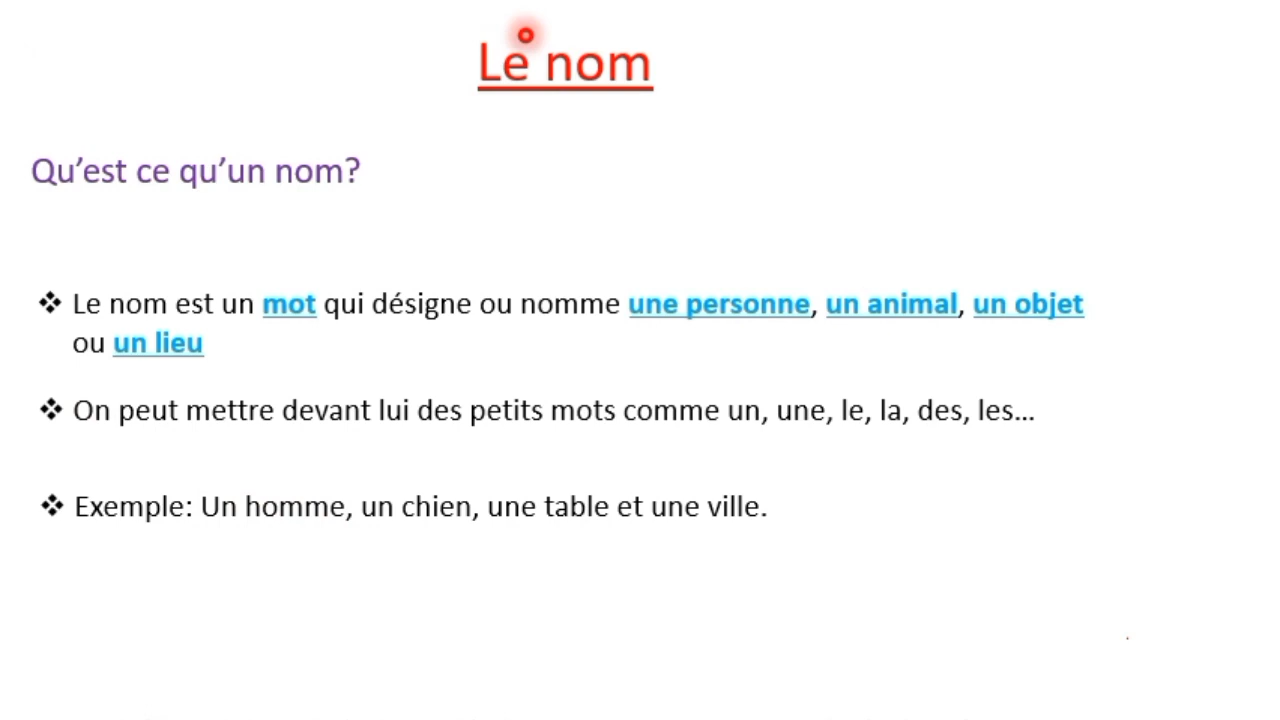 Le nom
Qu’est ce qu’un nom?
❖ Le nom est un mot qui désigne ou nomme une personne, un animal, un objet
ou un lieu
❖ On peut mettre devant lui des petits mots comme un, une, le, la, des, les...
❖ Exemple: Un homme, un chien, une table et une ville.